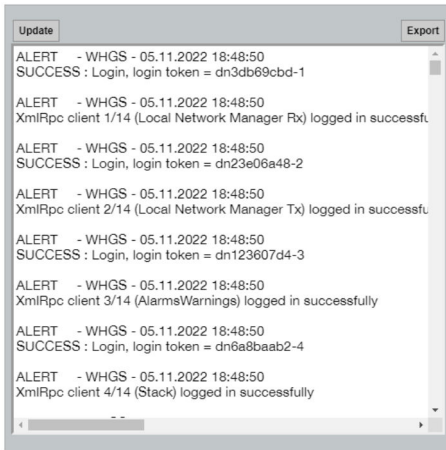 Update
Export
ALERT - WHGS - 05.11.2022 18:48:50
SUCCESS : Login, login token = dn3db69cbd-1
ALERT - WHGS - 05.11.2022 18:48:50
XmlRpc client 1/14 (Local Network Manager Rx) logged in
ALERT - WHGS - 05.11.2022 18:48:50
SUCCESS : Login, login token = dn23e06a48-2
ALERT - WHGS - 05.11.2022 18:48:50
XmlRpc client 2/14 (Local Network Manager Tx) logged in
ALERT - WHGS - 05.11.2022 18:48:50
SUCCESS : Login, login token = dn123607d4-3
ALERT - WHGS - 05.11.2022 18:48:50
XmlRpc client 3/14 (AlarmsWarnings) logged in successfully
ALERT - WHGS - 05.11.2022 18:48:50
SUCCESS : Login, login token = dn6a8baab2-4
ALERT - WHGS - 05.11.2022 18:48:50
XmlRpc client 4/14 (Stack) logged in successfully